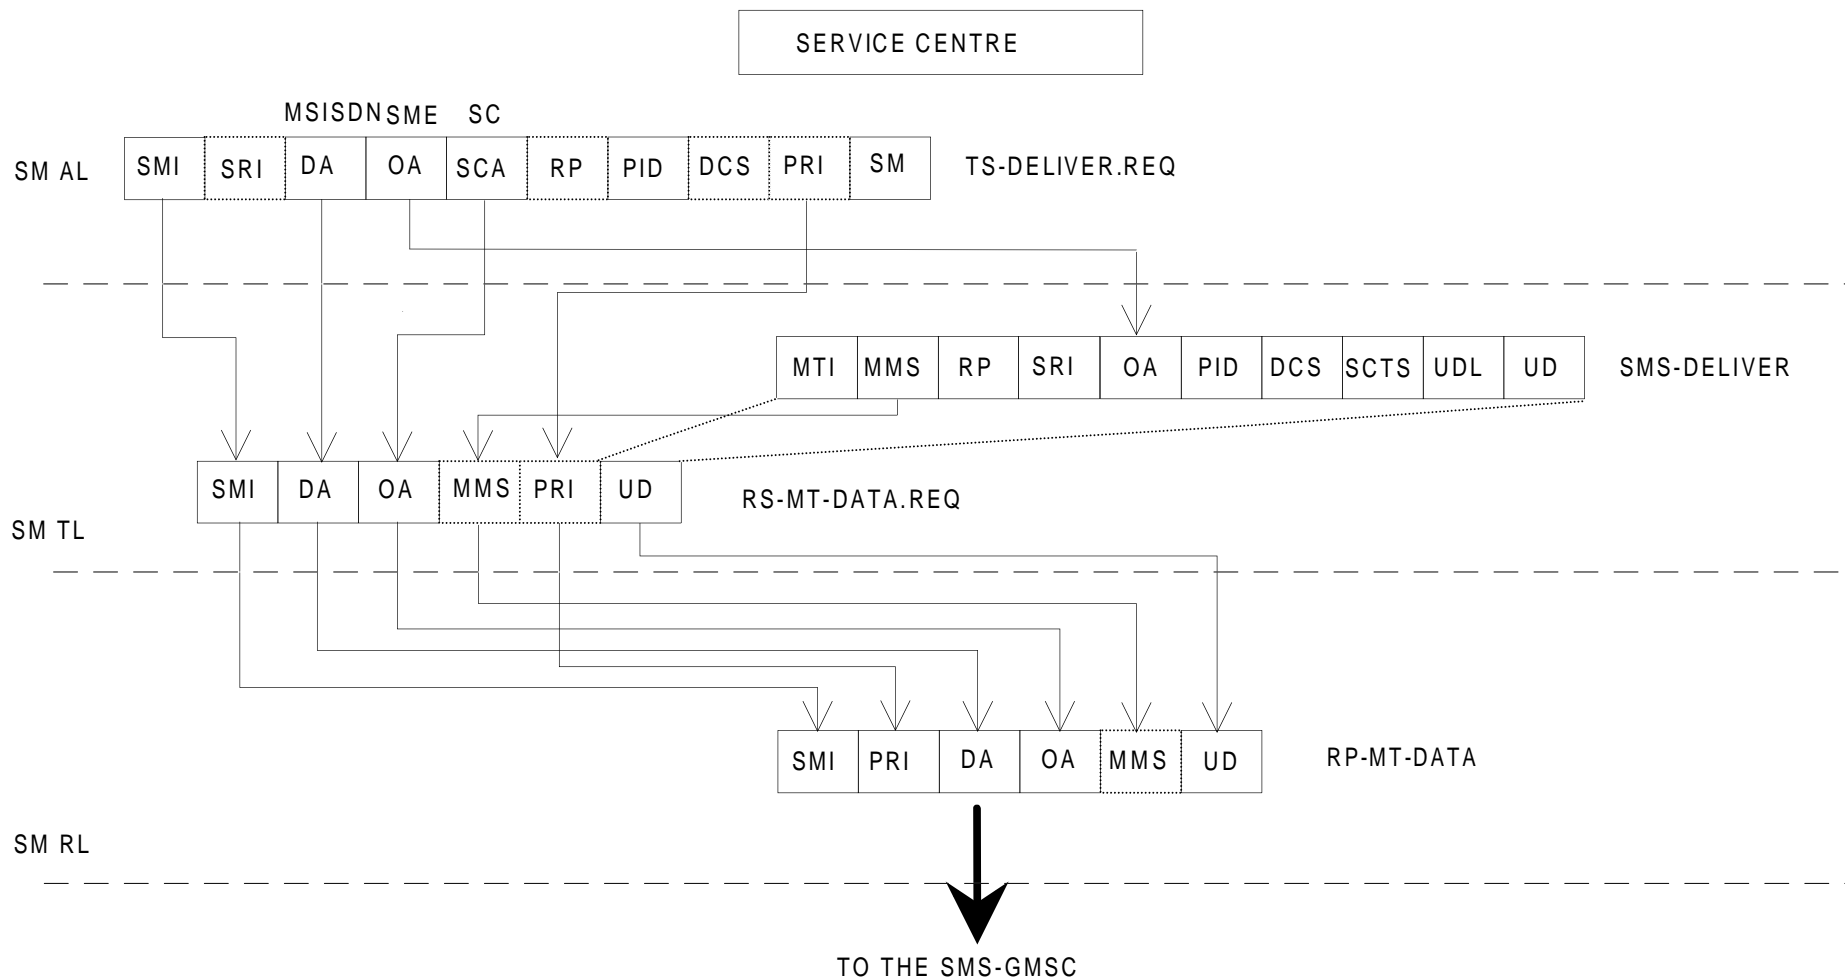 SERVICE CENTRE
MSISDN SME SC
SM AL SMI SRI DA OA SCA RP PID DCS PRI SM TS-DELIVER.REQ
MTI MMS RP SRI OA PID DCS SCTS UDL UD SMS-DELIVER
SMI DA OA MMS PRI UD RS-MT-DATA.REQ
SM TL
SMI PRI DA OA MMS UD RP-MT-DATA
SM RL
TO THE SMS-GMSC